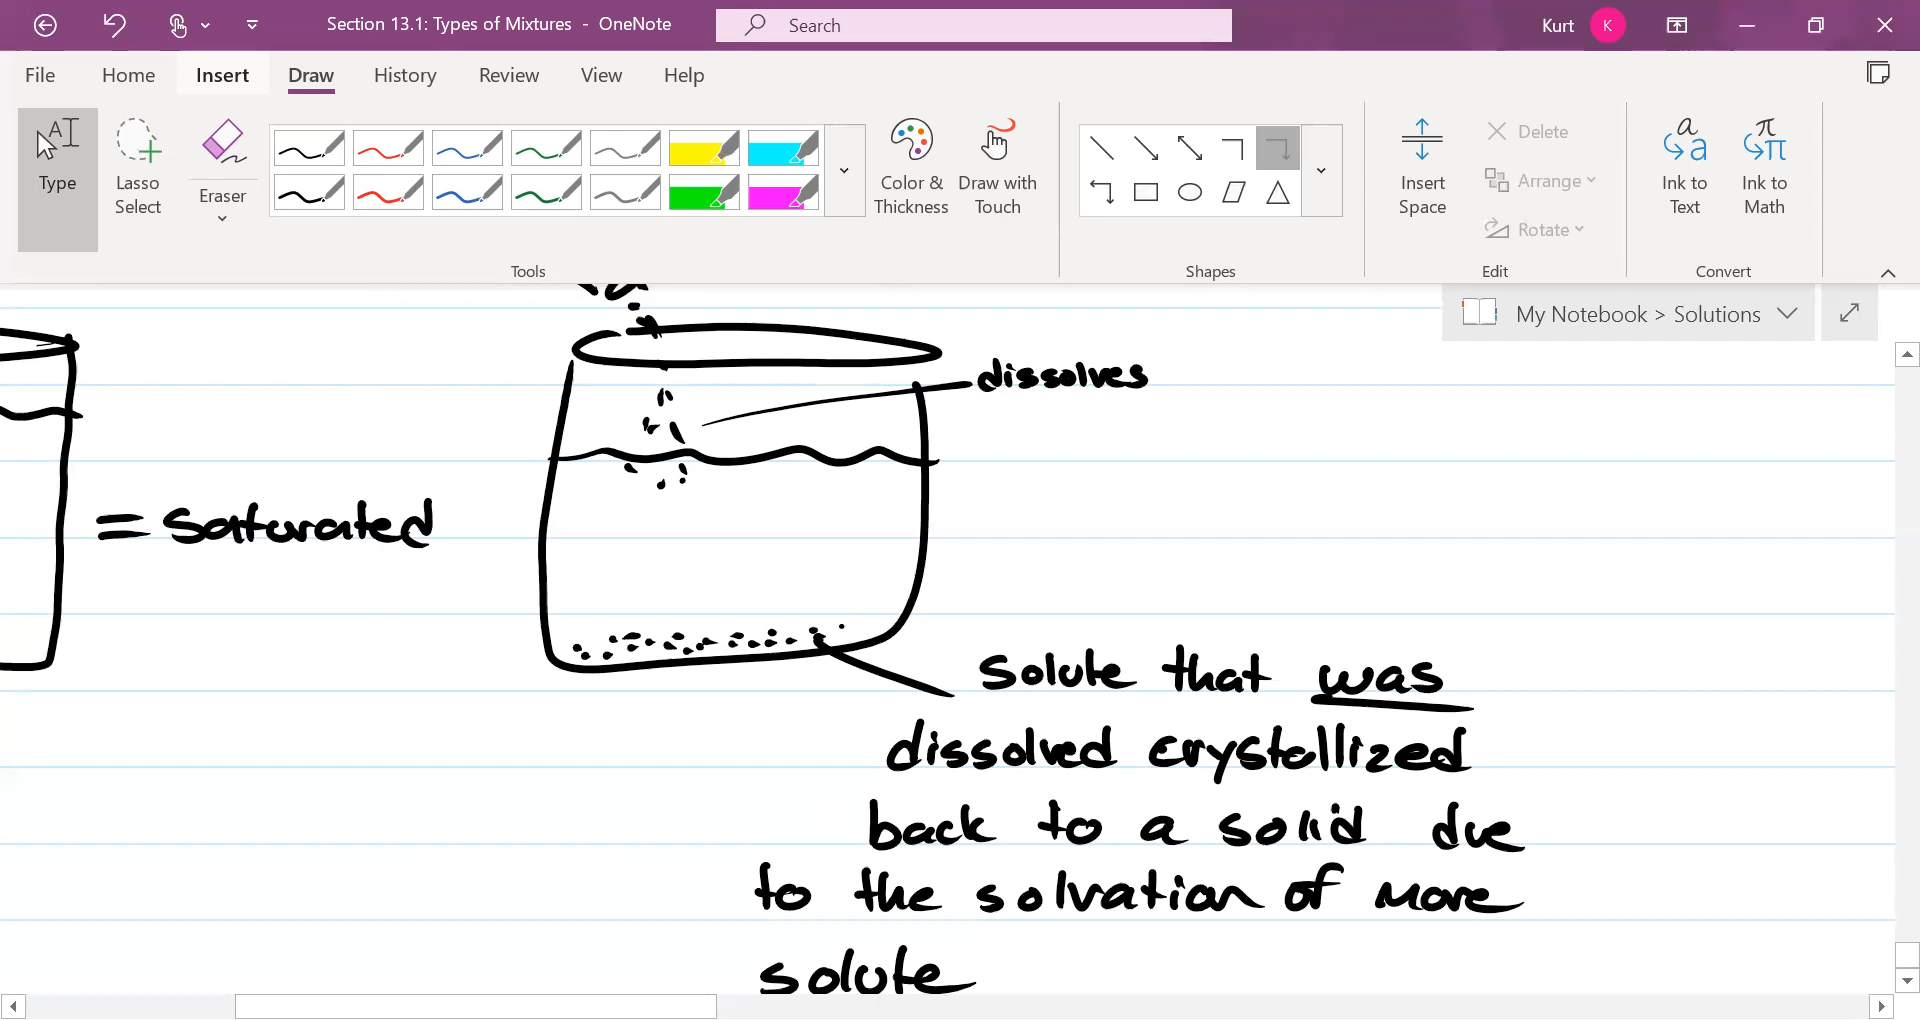 Section 13.1: Types of Mixtures - OneNote
Search
Kurt
K
File Home Insert Draw History Review View Help
Type
Lasso Select
Eraser
Color & Thickness
Draw with Touch
Insert Space
Delete
Arrange
Rotate
Ink to Text
Ink to Math
Tools
Shapes
Edit
Convert
My Notebook > Solutions
dissolves
= Saturated
Solute that was
dissolved crystallized
back to a solid due
to the solvation of more
solute